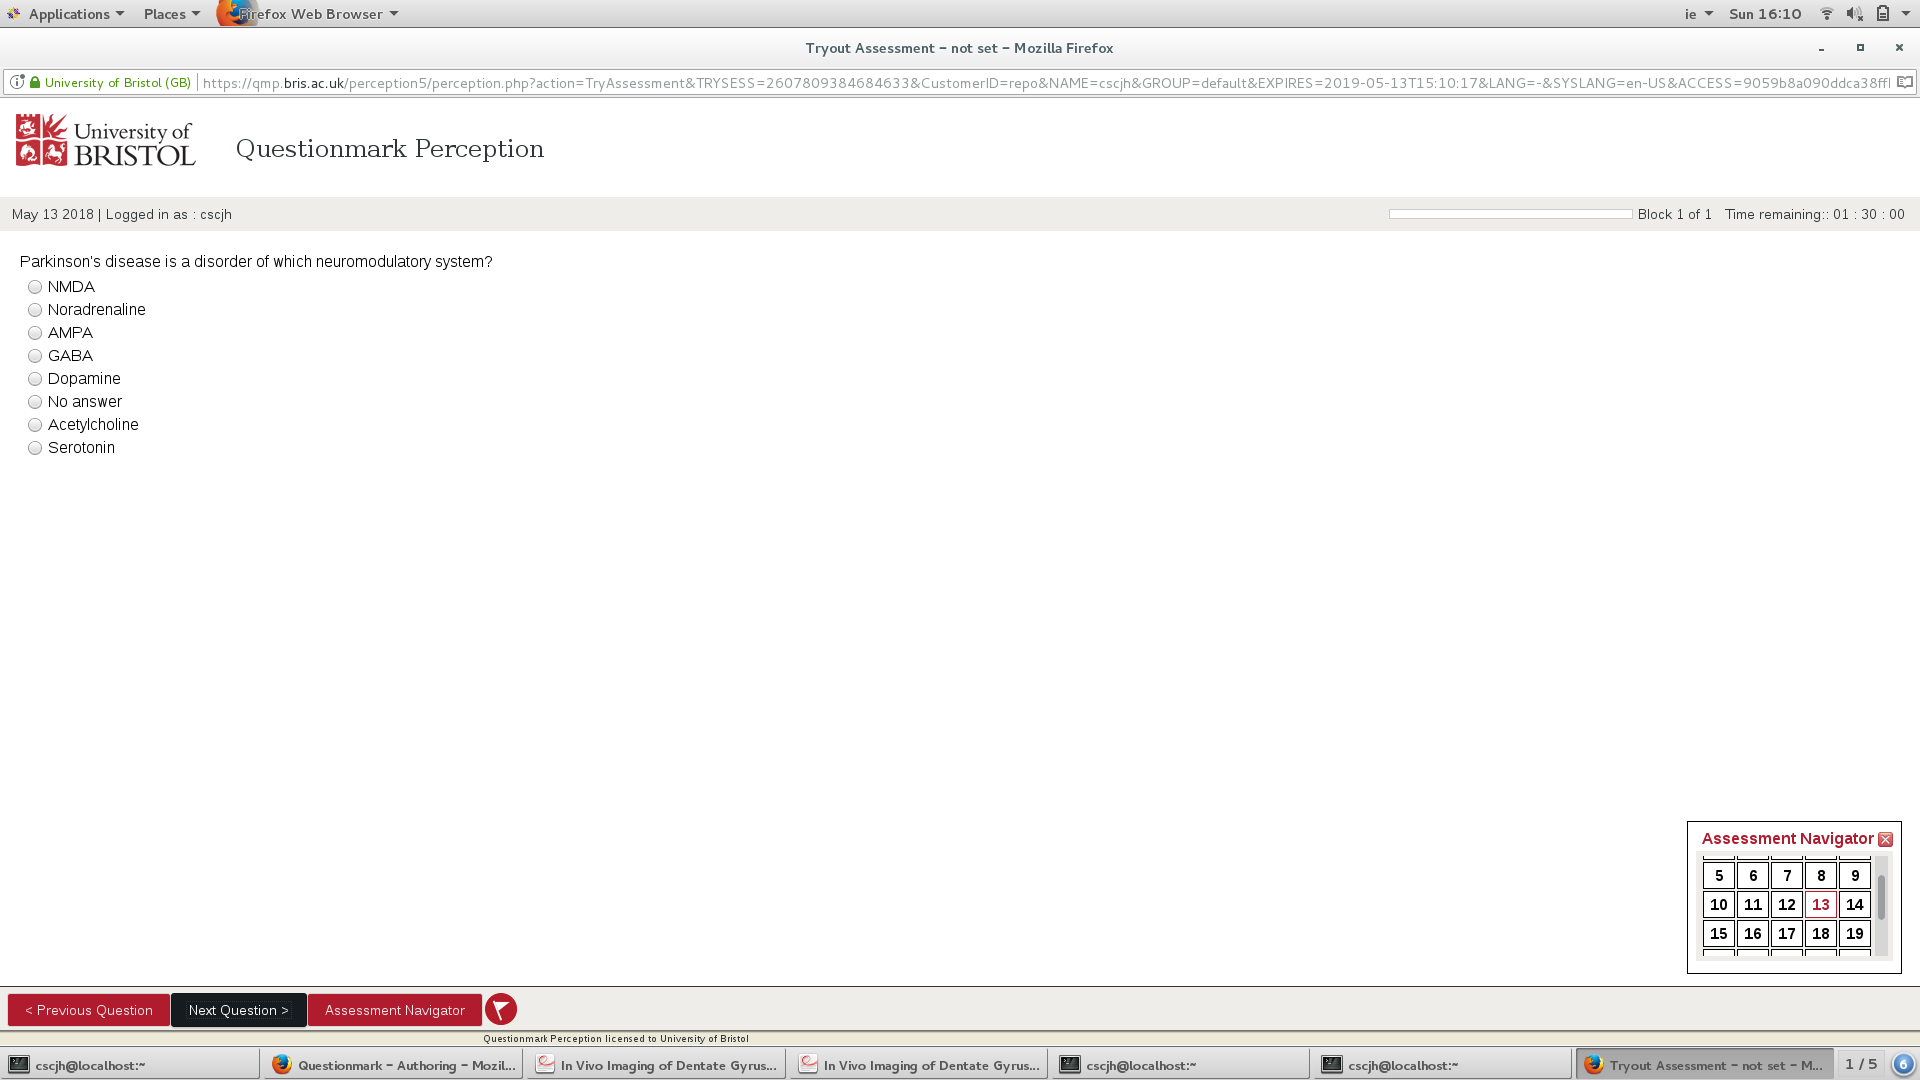 Applications Places Firefox Web Browser ie Sun 16:10
Tryout Assessment – not set – Mozilla Firefox
University of Bristol (GB) https://qmp.bris.ac.uk/perception5/perception.php?action=TryAssessment&TRYSESS=2607809384684633&CustomerID=repo&NAME=cscjh&GROUP=default&EXPIRES=2019-05-13T15:10:17&LANG=-&SYSLANG=en-US&ACCESS=9059b8a090ddca38ffl
University of
BRISTOL
Questionmark Perception
May 13 2018 | Logged in as : cscjh Block 1 of 1 Time remaining:: 01 : 30 : 00
Parkinson's disease is a disorder of which neuromodulatory system?
NMDA
Noradrenaline
AMPA
GABA
Dopamine
No answer
Acetylcholine
Serotonin
Assessment Navigator
5 6 7 8 9
10 11 12 13 14
15 16 17 18 19
< Previous Question Next Question > Assessment Navigator
Questionmark Perception licensed to University of Bristol
cscjh@localhost:~ Questionmark – Authoring – Mozil... In Vivo Imaging of Dentate Gyrus... In Vivo Imaging of Dentate Gyrus... cscjh@localhost:~ cscjh@localhost:~ Tryout Assessment – not set – M... 1 / 5 6